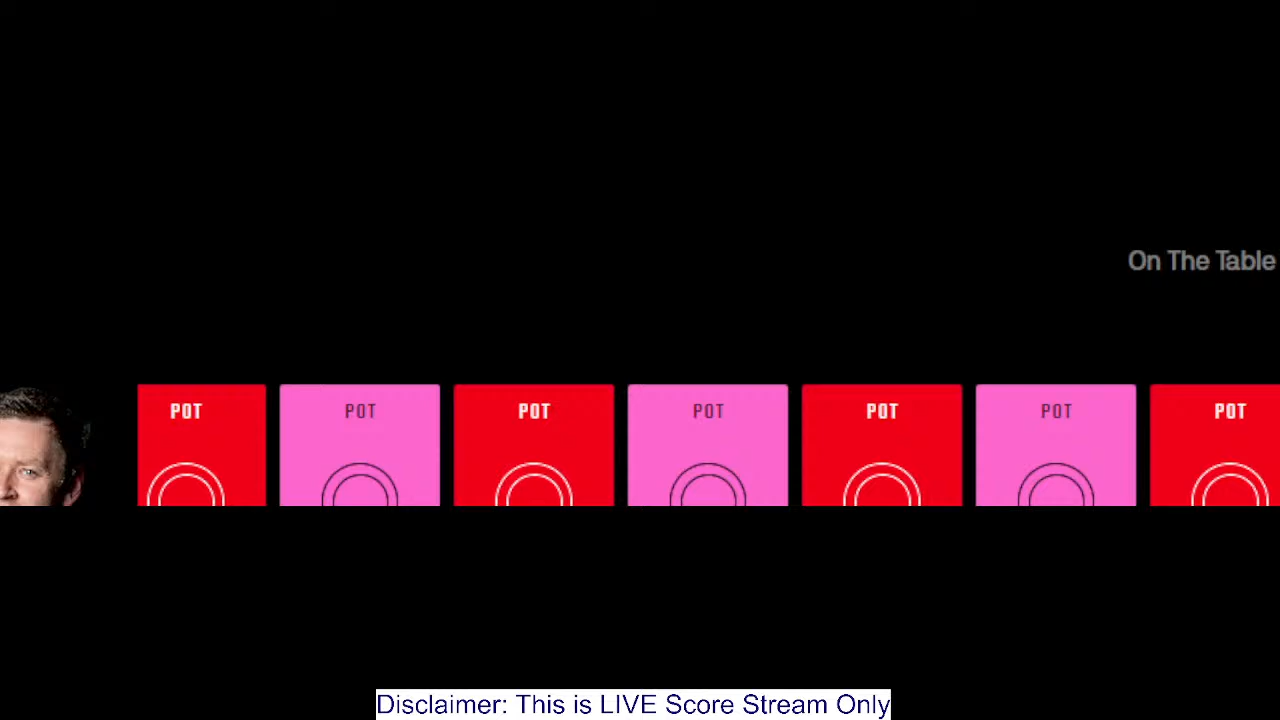 On The Table
POT POT POT POT POT POT POT
Disclaimer: This is LIVE Score Stream Only